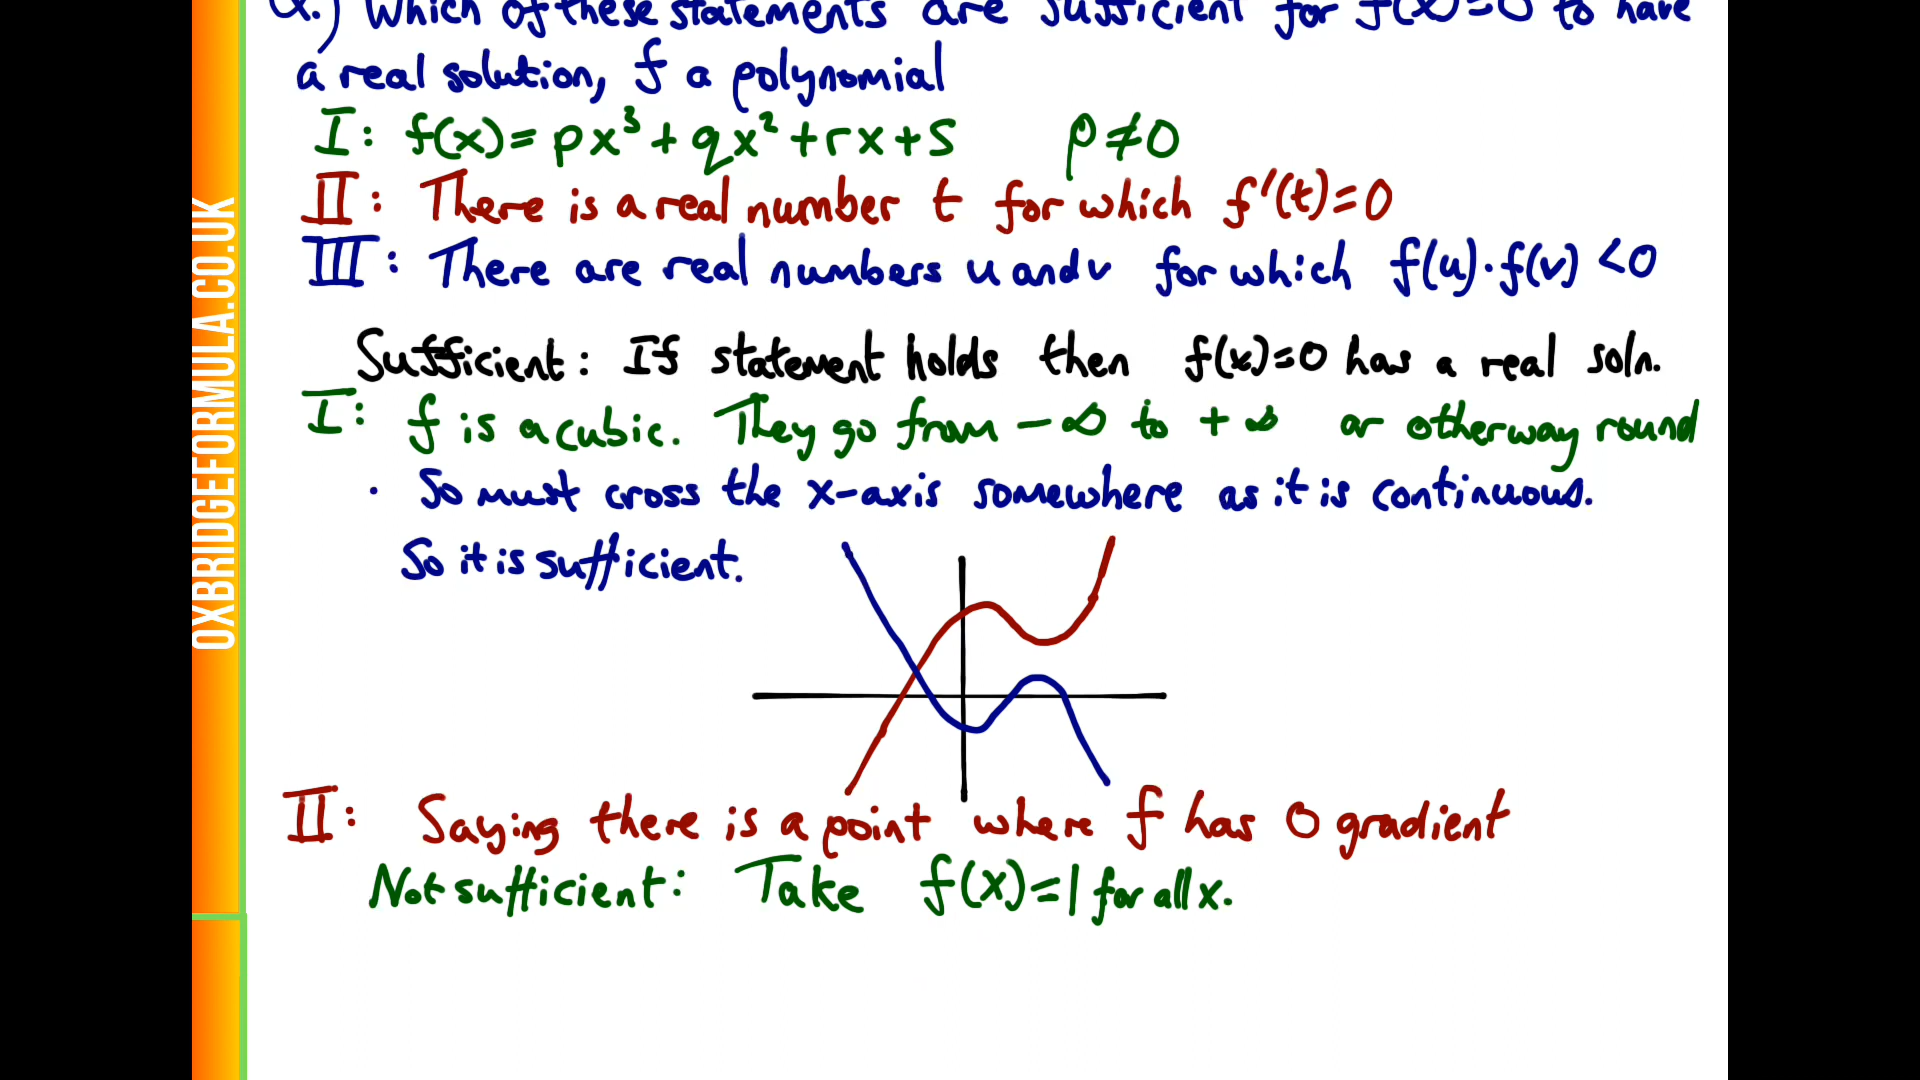 Q.) Which of these statements are sufficient for f(x)=0 to have
a real solution, f a polynomial
I: f(x)= px³ + qx² + rx + s p≠0
II: There is a real number t for which f'(t)=0
III: There are real numbers u and v for which f(u)·f(v) <0
Sufficient: If statement holds then f(x)=0 has a real soln.
I: f is a cubic. They go from -∞ to +∞ or otherway round
· So must cross the x-axis somewhere as it is continuous.
So it is sufficient.
II: Saying there is a point where f has 0 gradient
Not sufficient: Take f(x)=1 for all x.
OXBRIDGEFORMULA.CO.UK